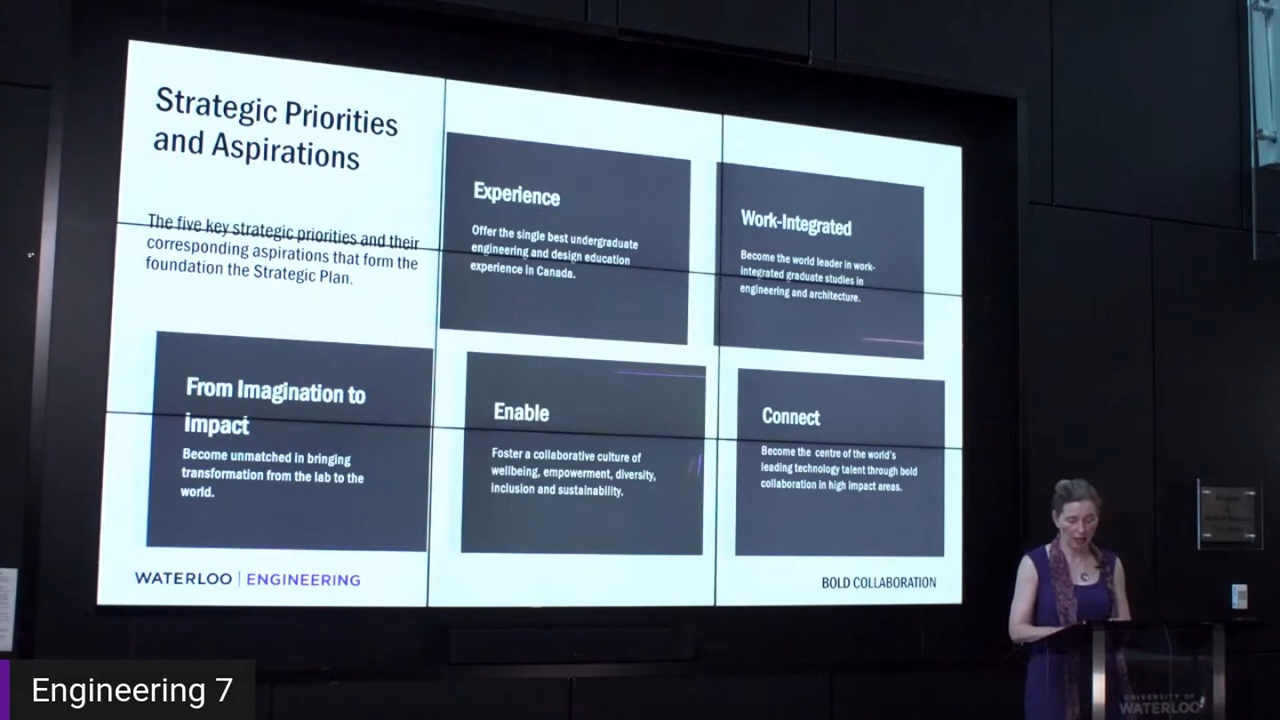 Strategic Priorities
and Aspirations
The five key strategic priorities and their
corresponding aspirations that form the
foundation the Strategic Plan.
Experience
Offer the single best undergraduate
engineering and design education
experience in Canada.
Work-Integrated
Become the world leader in work-
integrated graduate studies in
engineering and architecture.
From Imagination to
Impact
Become unmatched in bringing
transformation from the lab to the
world.
Enable
Foster a collaborative culture of
wellbeing, empowerment, diversity,
inclusion and sustainability.
Connect
Become the centre of the world's
leading technology talent through bold
collaboration in high impact areas.
WATERLOO | ENGINEERING
BOLD COLLABORATION
UNIVERSITY OF
WATERLOO
Engineering 7